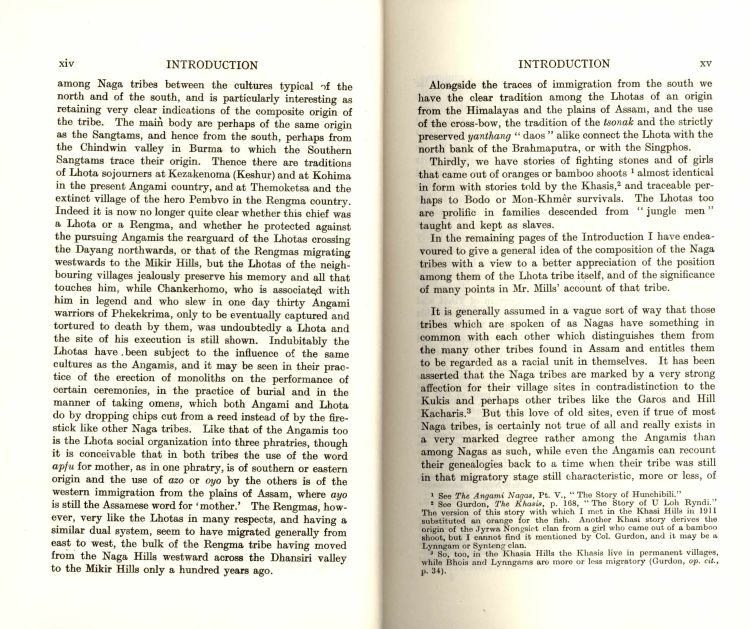 xiv INTRODUCTION
among Naga tribes between the cultures typical of the
north and of the south, and is particularly interesting as
retaining very clear indications of the composite origin of
the tribe. The main body are perhaps of the same origin
as the Sangtams, and hence from the south, perhaps from
the Chindwin valley in Burma to which the Southern
Sangtams trace their origin. Thence there are traditions
of Lhota sojourners at Kezakenoma (Keshur) and at Kohima
in the present Angami country, and at Themoketsa and the
extinct village of the hero Pembvo in the Rengma country.
Indeed it is now no longer quite clear whether this chief was
a Lhota or a Rengma, and whether he protected against
the pursuing Angamis the rearguard of the Lhotas crossing
the Dayang northwards, or that of the Rengmas migrating
westwards to the Mikir Hills, but the Lhotas of the neigh-
bouring villages jealously preserve his memory and all that
touches him, while Chankerhomo, who is associated with
him in legend and who slew in one day thirty Angami
warriors of Phekekrima, only to be eventually captured and
tortured to death by them, was undoubtedly a Lhota and
the site of his execution is still shown. Indubitably the
Lhotas have been subject to the influence of the same
cultures as the Angamis, and it may be seen in their prac-
tice of the erection of monoliths on the performance of
certain ceremonies, in the practice of burial and in the
manner of taking omens, which both Angami and Lhota
do by dropping chips cut from a reed instead of by the fire-
stick like other Naga tribes. Like that of the Angamis too
is the Lhota social organization into three phratries, though
it is conceivable that in both tribes the use of the word
apfu for mother, as in one phratry, is of southern or eastern
origin and the use of azo or oyo by the others is of the
western immigration from the plains of Assam, where ayo
is still the Assamese word for 'mother.' The Rengmas, how-
ever, very like the Lhotas in many respects, and having a
similar dual system, seem to have migrated generally from
east to west, the bulk of the Rengma tribe having moved
from the Naga Hills westward across the Dhansiri valley
to the Mikir Hills only a hundred years ago.
INTRODUCTION xv
Alongside the traces of immigration from the south we
have the clear tradition among the Lhotas of an origin
from the Himalayas and the plains of Assam, and the use
of the cross-bow, the tradition of the tsonak and the strictly
preserved yanthang "daos" alike connect the Lhota with the
north bank of the Brahmaputra, or with the Singphos.
Thirdly, we have stories of fighting stones and of girls
that came out of oranges or bamboo shoots ¹ almost identical
in form with stories told by the Khasis,² and traceable per-
haps to Bodo or Mon-Khmêr survivals. The Lhotas too
are prolific in families descended from "jungle men"
taught and kept as slaves.
In the remaining pages of the Introduction I have endea-
voured to give a general idea of the composition of the Naga
tribes with a view to a better appreciation of the position
among them of the Lhota tribe itself, and of the significance
of many points in Mr. Mills' account of that tribe.
It is generally assumed in a vague sort of way that those
tribes which are spoken of as Nagas have something in
common with each other which distinguishes them from
the many other tribes found in Assam and entitles them
to be regarded as a racial unit in themselves. It has been
asserted that the Naga tribes are marked by a very strong
affection for their village sites in contradistinction to the
Kukis and perhaps other tribes like the Garos and Hill
Kacharis.³ But this love of old sites, even if true of most
Naga tribes, is certainly not true of all and really exists in
a very marked degree rather among the Angamis than
among Nagas as such, while even the Angamis can recount
their genealogies back to a time when their tribe was still
in that migratory stage still characteristic, more or less, of
¹ See The Angami Nagas, Pt. V., "The Story of Hunchibili."
² See Gurdon, The Khasis, p. 168, "The Story of U Loh Ryndi."
The version of this story with which I met in the Khasi Hills in 1911
substituted an orange for the fish. Another Khasi story derives the
origin of the Jyrwa Nongsiet clan from a girl who came out of a bamboo
shoot, but I cannot find it mentioned by Col. Gurdon, and it may be a
Lynngam or Synteng clan.
³ So, too, in the Khasia Hills the Khasis live in permanent villages,
while Bhois and Lynngams are more or less migratory (Gurdon, op. cit.,
p. 34).